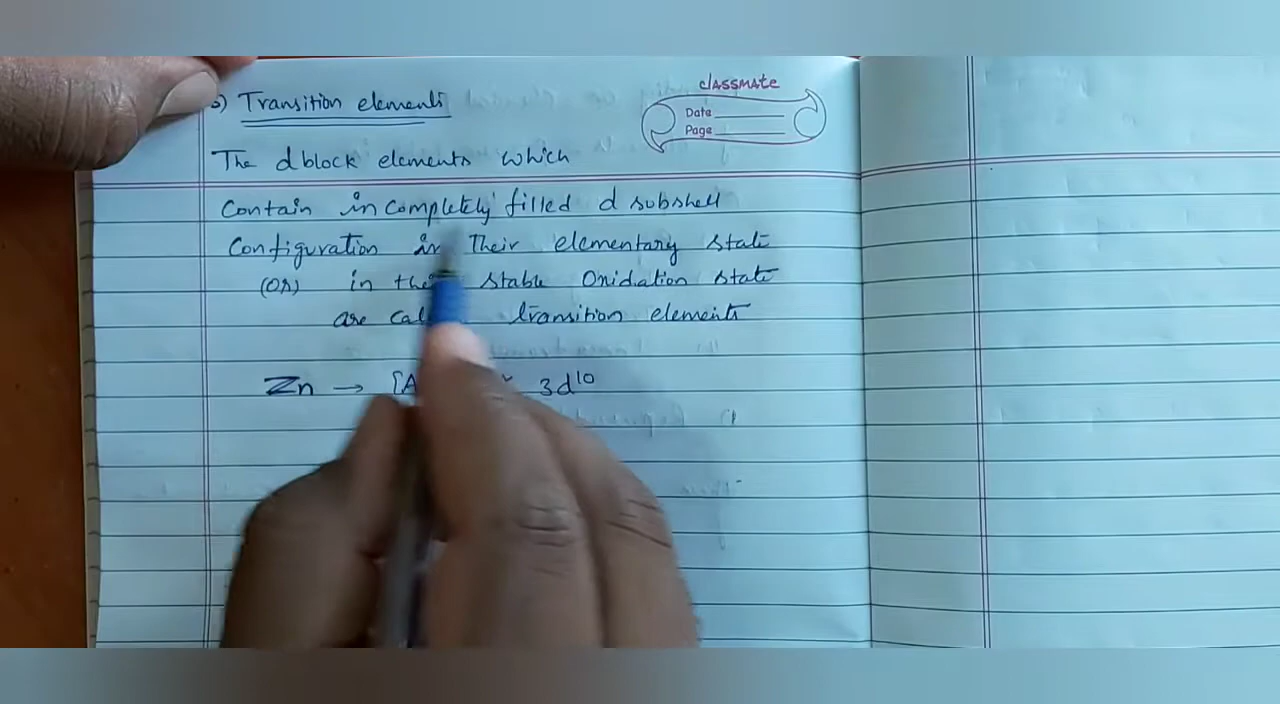 classmate
Date
Page
Transition elements
The d block elements which
Contain incompletely filled d subshell
Configuration in Their elementary state
(OR) in stable Oxidation state
are transition elements
Zn → 3d10